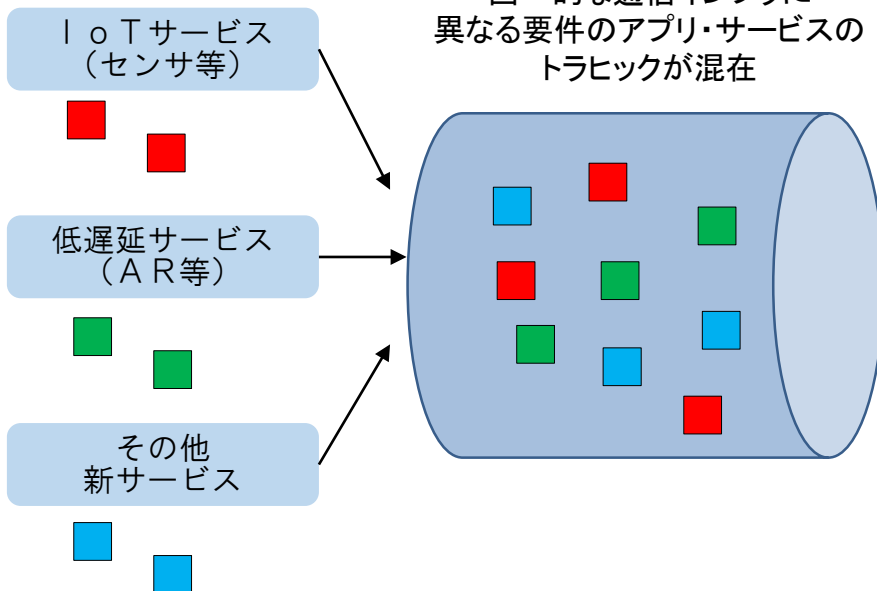 ＩｏＴサービス
（センサ等）
異なる要件のアプリ・サービスの
トラヒックが混在
低遅延サービス
（ＡＲ等）
その他
新サービス